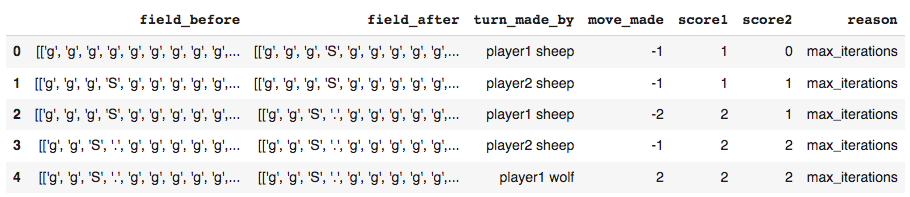 field_before field_after turn_made_by move_made score1 score2 reason
0 [['g', 'g', 'g', 'g', 'g', 'g', 'g', 'g', 'g',... [['g', 'g', 'g', 'S', 'g', 'g', 'g', 'g', 'g',... player1 sheep -1 1 0 max_iterations
1 [['g', 'g', 'g', 'S', 'g', 'g', 'g', 'g', 'g',... [['g', 'g', 'g', 'S', 'g', 'g', 'g', 'g', 'g',... player2 sheep -1 1 1 max_iterations
2 [['g', 'g', 'g', 'S', 'g', 'g', 'g', 'g', 'g',... [['g', 'g', 'S', '.', 'g', 'g', 'g', 'g', 'g',... player1 sheep -2 2 1 max_iterations
3 [['g', 'g', 'S', '.', 'g', 'g', 'g', 'g', 'g',... [['g', 'g', 'S', '.', 'g', 'g', 'g', 'g', 'g',... player2 sheep -1 2 2 max_iterations
4 [['g', 'g', 'S', '.', 'g', 'g', 'g', 'g', 'g',... [['g', 'g', 'S', '.', 'g', 'g', 'g', 'g', 'g',... player1 wolf 2 2 2 max_iterations